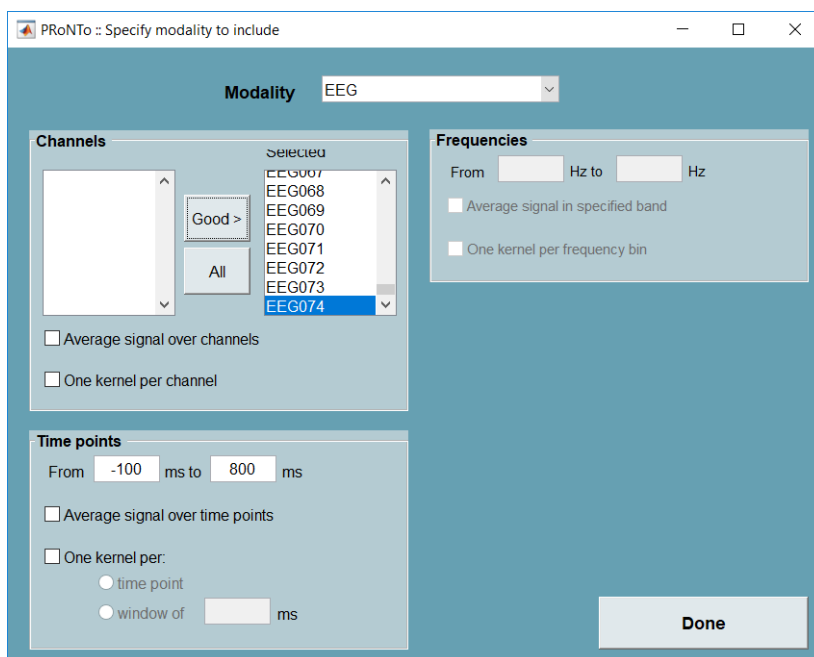 PRoNTo :: Specify modality to include
Modality EEG
Channels
Selected
EEG067
EEG068
EEG069
EEG070
EEG071
EEG072
EEG073
EEG074
Good >
All
Average signal over channels
One kernel per channel
Time points
From -100 ms to 800 ms
Average signal over time points
One kernel per:
time point
window of ms
Frequencies
From Hz to Hz
Average signal in specified band
One kernel per frequency bin
Done